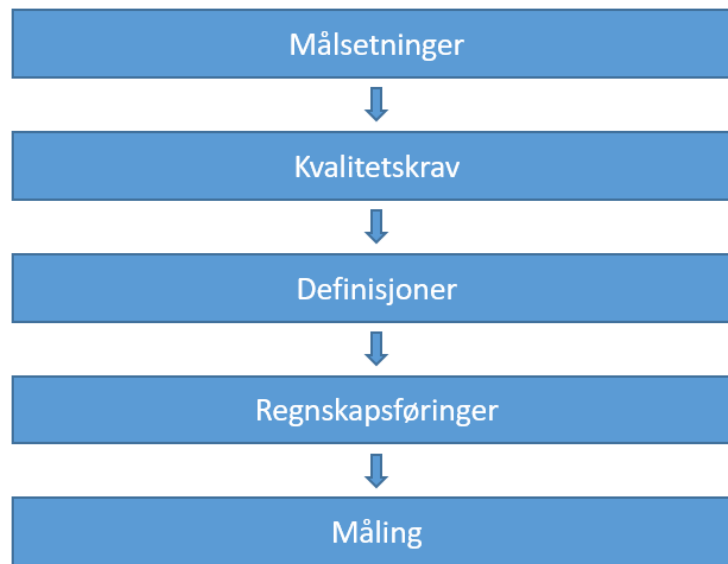 Målsetninger
Kvalitetskrav
Definisjoner
Regnskapsføringer
Måling